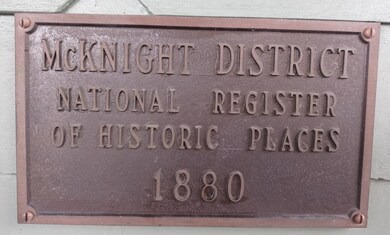 McKNIGHT DISTRICT
NATIONAL REGISTER
OF HISTORIC PLACES
1880